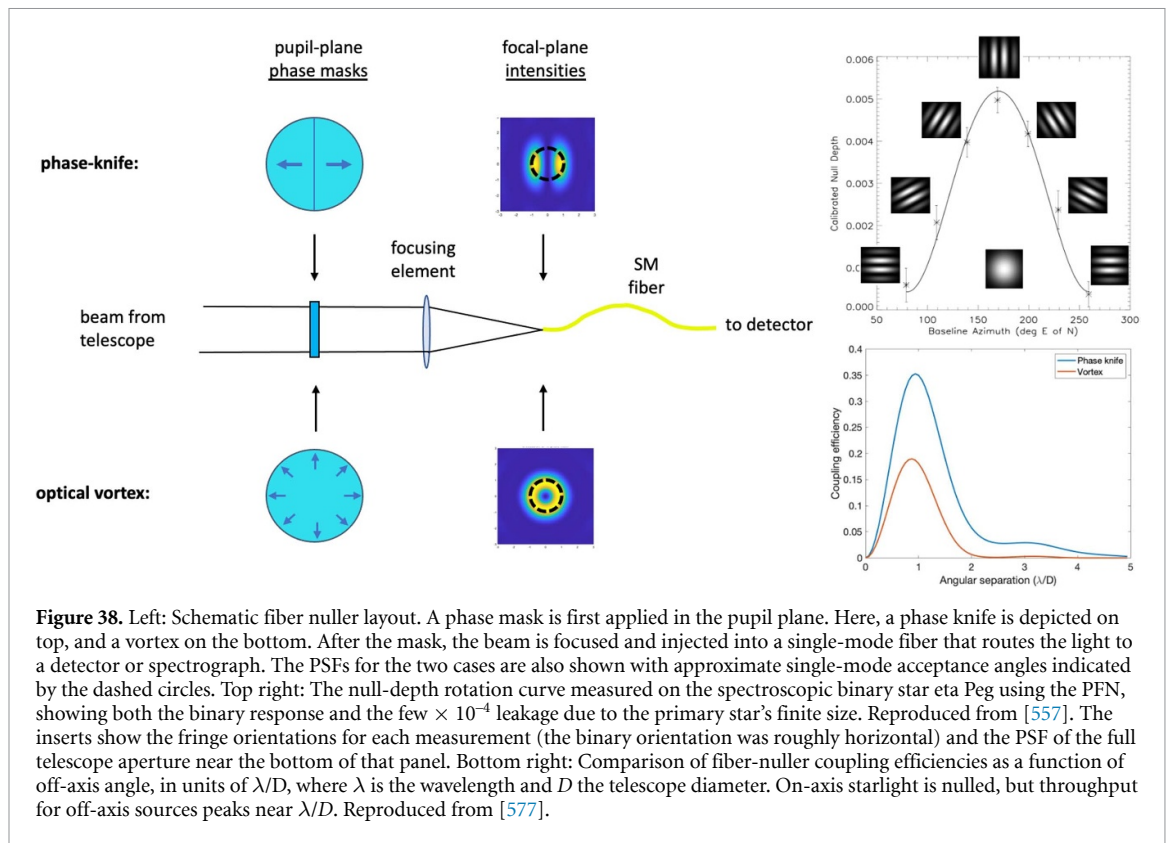 pupil-plane
phase masks
focal-plane
intensities
phase-knife:
focusing
element
SM
fiber
beam from
telescope
to detector
optical vortex:
0.006
0.005
0.004
0.003
0.002
0.000
Calibrated Null Depth
50 100 150 200 250 300
Baseline Azimuth (deg E of N)
0.4
0.35
0.3
0.25
0.2
0.15
0.1
0.05
0
Coupling efficiency
Phase knife
Vortex
0 1 2 3 4 5
Angular separation (λ/D)
Figure 38. Left: Schematic fiber nuller layout. A phase mask is first applied in the pupil plane. Here, a phase knife is depicted on
top, and a vortex on the bottom. After the mask, the beam is focused and injected into a single-mode fiber that routes the light to
a detector or spectrograph. The PSFs for the two cases are also shown with approximate single-mode acceptance angles indicated
by the dashed circles. Top right: The null-depth rotation curve measured on the spectroscopic binary star eta Peg using the PFN,
showing both the binary response and the few × 10⁻⁴ leakage due to the primary star's finite size. Reproduced from [557]. The
inserts show the fringe orientations for each measurement (the binary orientation was roughly horizontal) and the PSF of the full
telescope aperture near the bottom of that panel. Bottom right: Comparison of fiber-nuller coupling efficiencies as a function of
off-axis angle, in units of λ/D, where λ is the wavelength and D the telescope diameter. On-axis starlight is nulled, but throughput
for off-axis sources peaks near λ/D. Reproduced from [577].